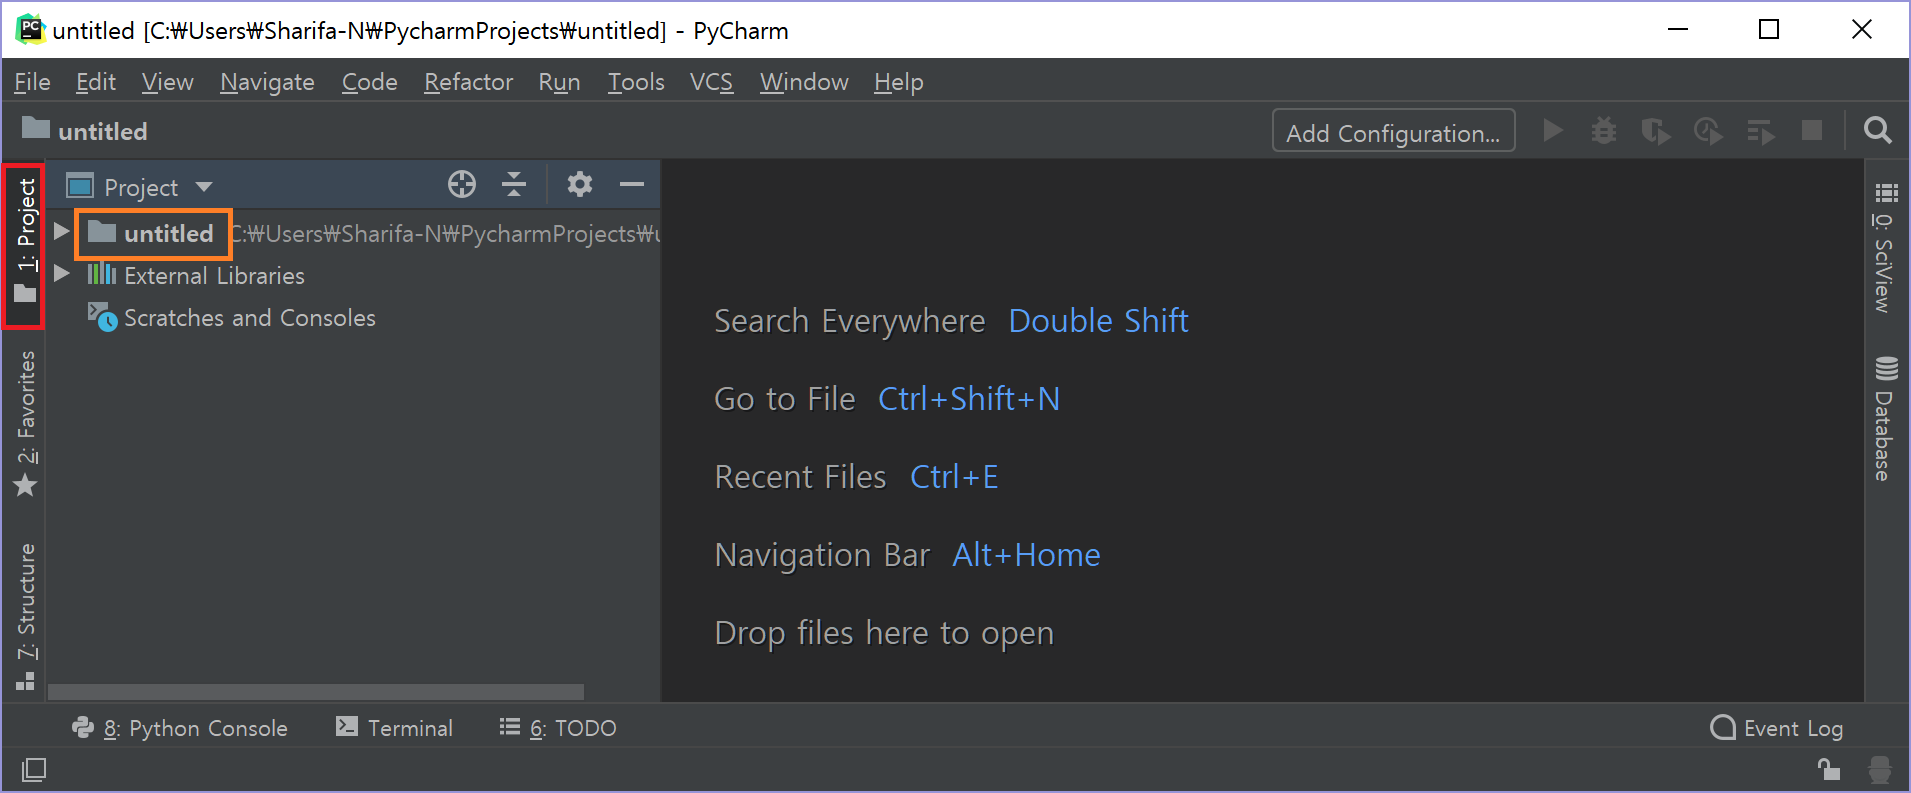 untitled [C:₩Users₩Sharifa-N₩PycharmProjects₩untitled] - PyCharm
File Edit View Navigate Code Refactor Run Tools VCS Window Help
untitled
Add Configuration...
Project
untitled C:₩Users₩Sharifa-N₩PycharmProjects₩u
External Libraries
Scratches and Consoles
1: Project
2: Favorites
7: Structure
Search Everywhere Double Shift
Go to File Ctrl+Shift+N
Recent Files Ctrl+E
Navigation Bar Alt+Home
Drop files here to open
0: SciView
Database
8: Python Console
Terminal
6: TODO
Event Log